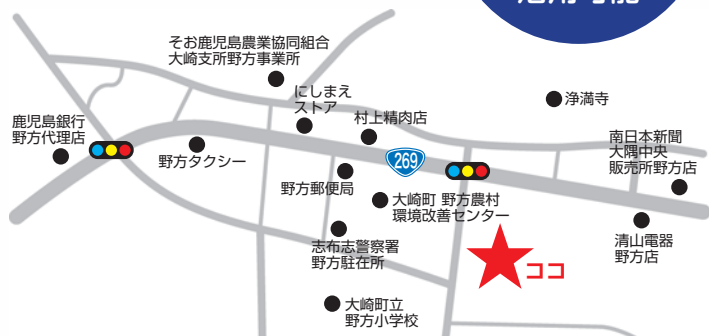 そお鹿児島農業協同組合
大崎支所野方事業所
にしまえ
ストア
浄満寺
鹿児島銀行
野方代理店
村上精肉店
南日本新聞
大隅中央
販売所野方店
野方タクシー
269
野方郵便局
大崎町 野方農村
環境改善センター
清山電器
野方店
志布志警察署
野方駐在所
ココ
大崎町立
野方小学校